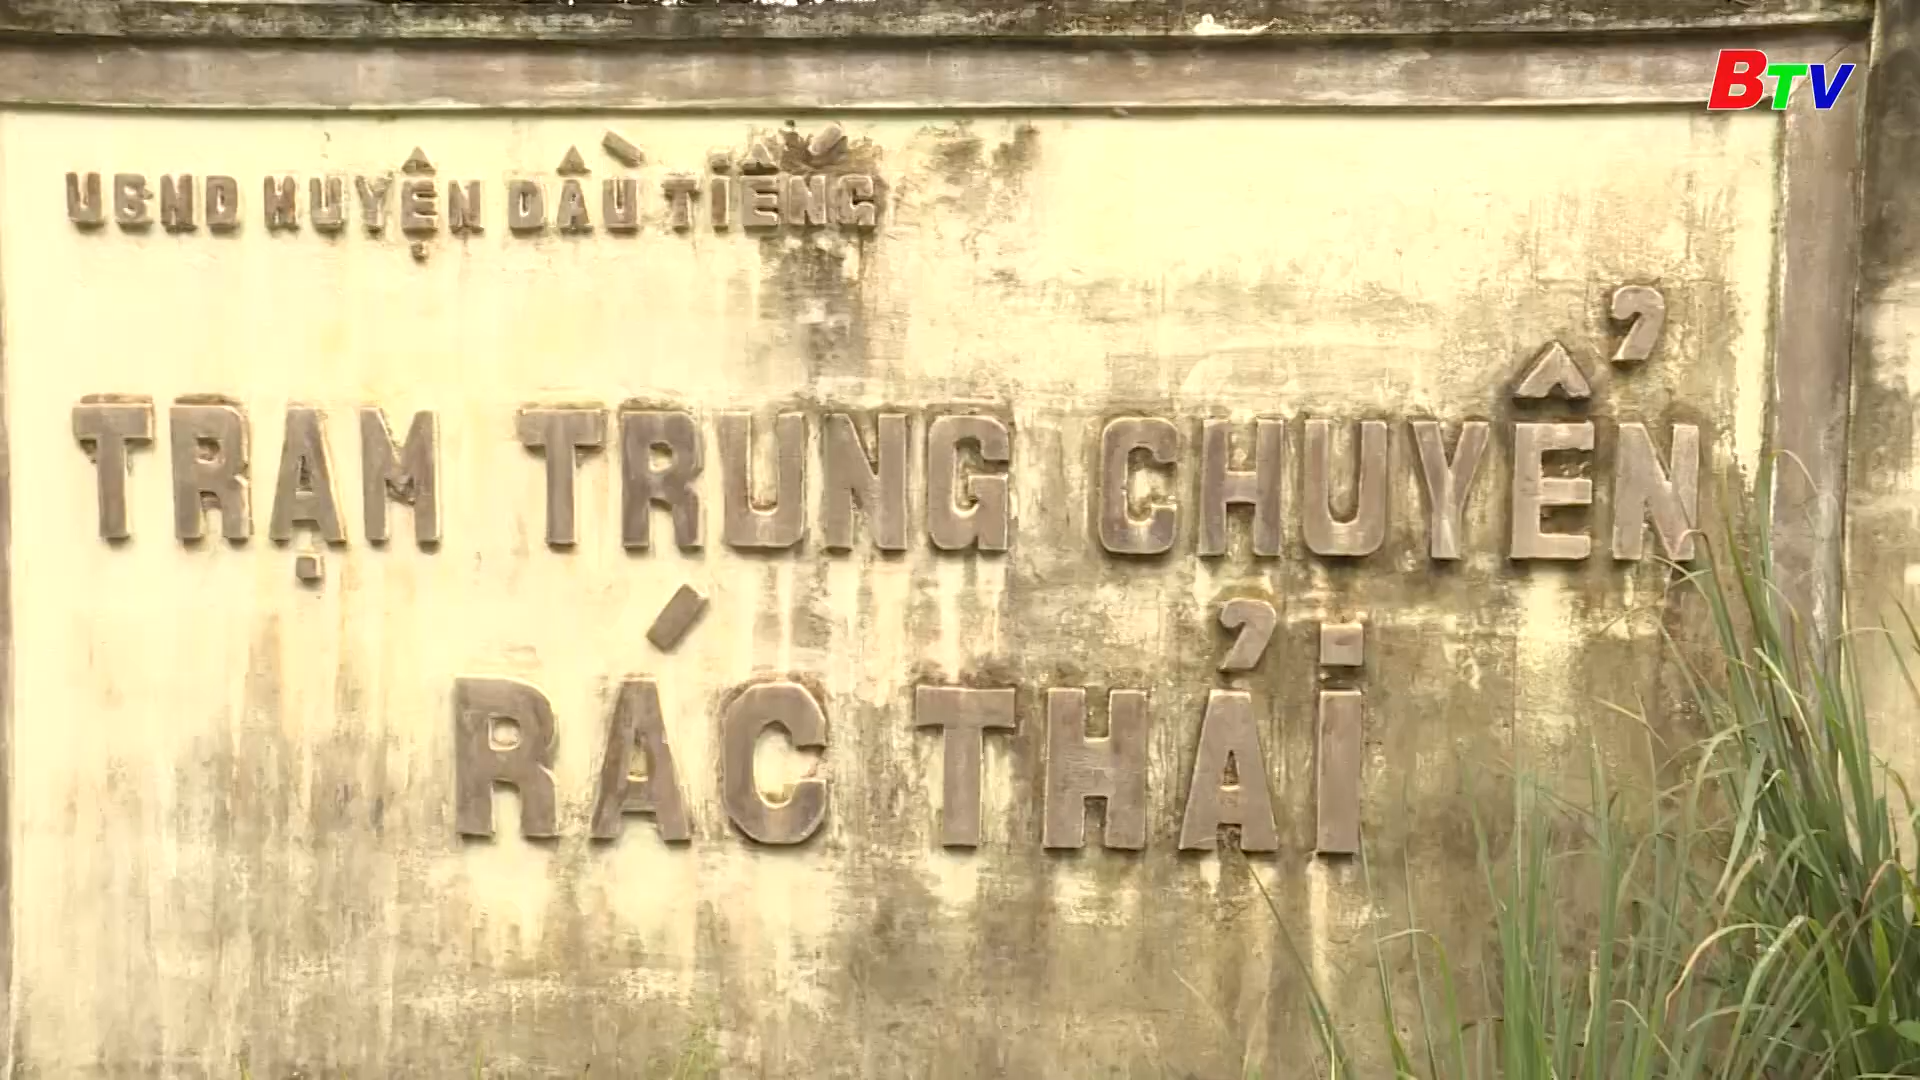 BTV
UBND HUYỆN DẦU TIẾNG
TRẠM TRUNG CHUYỂN
RÁC THẢI